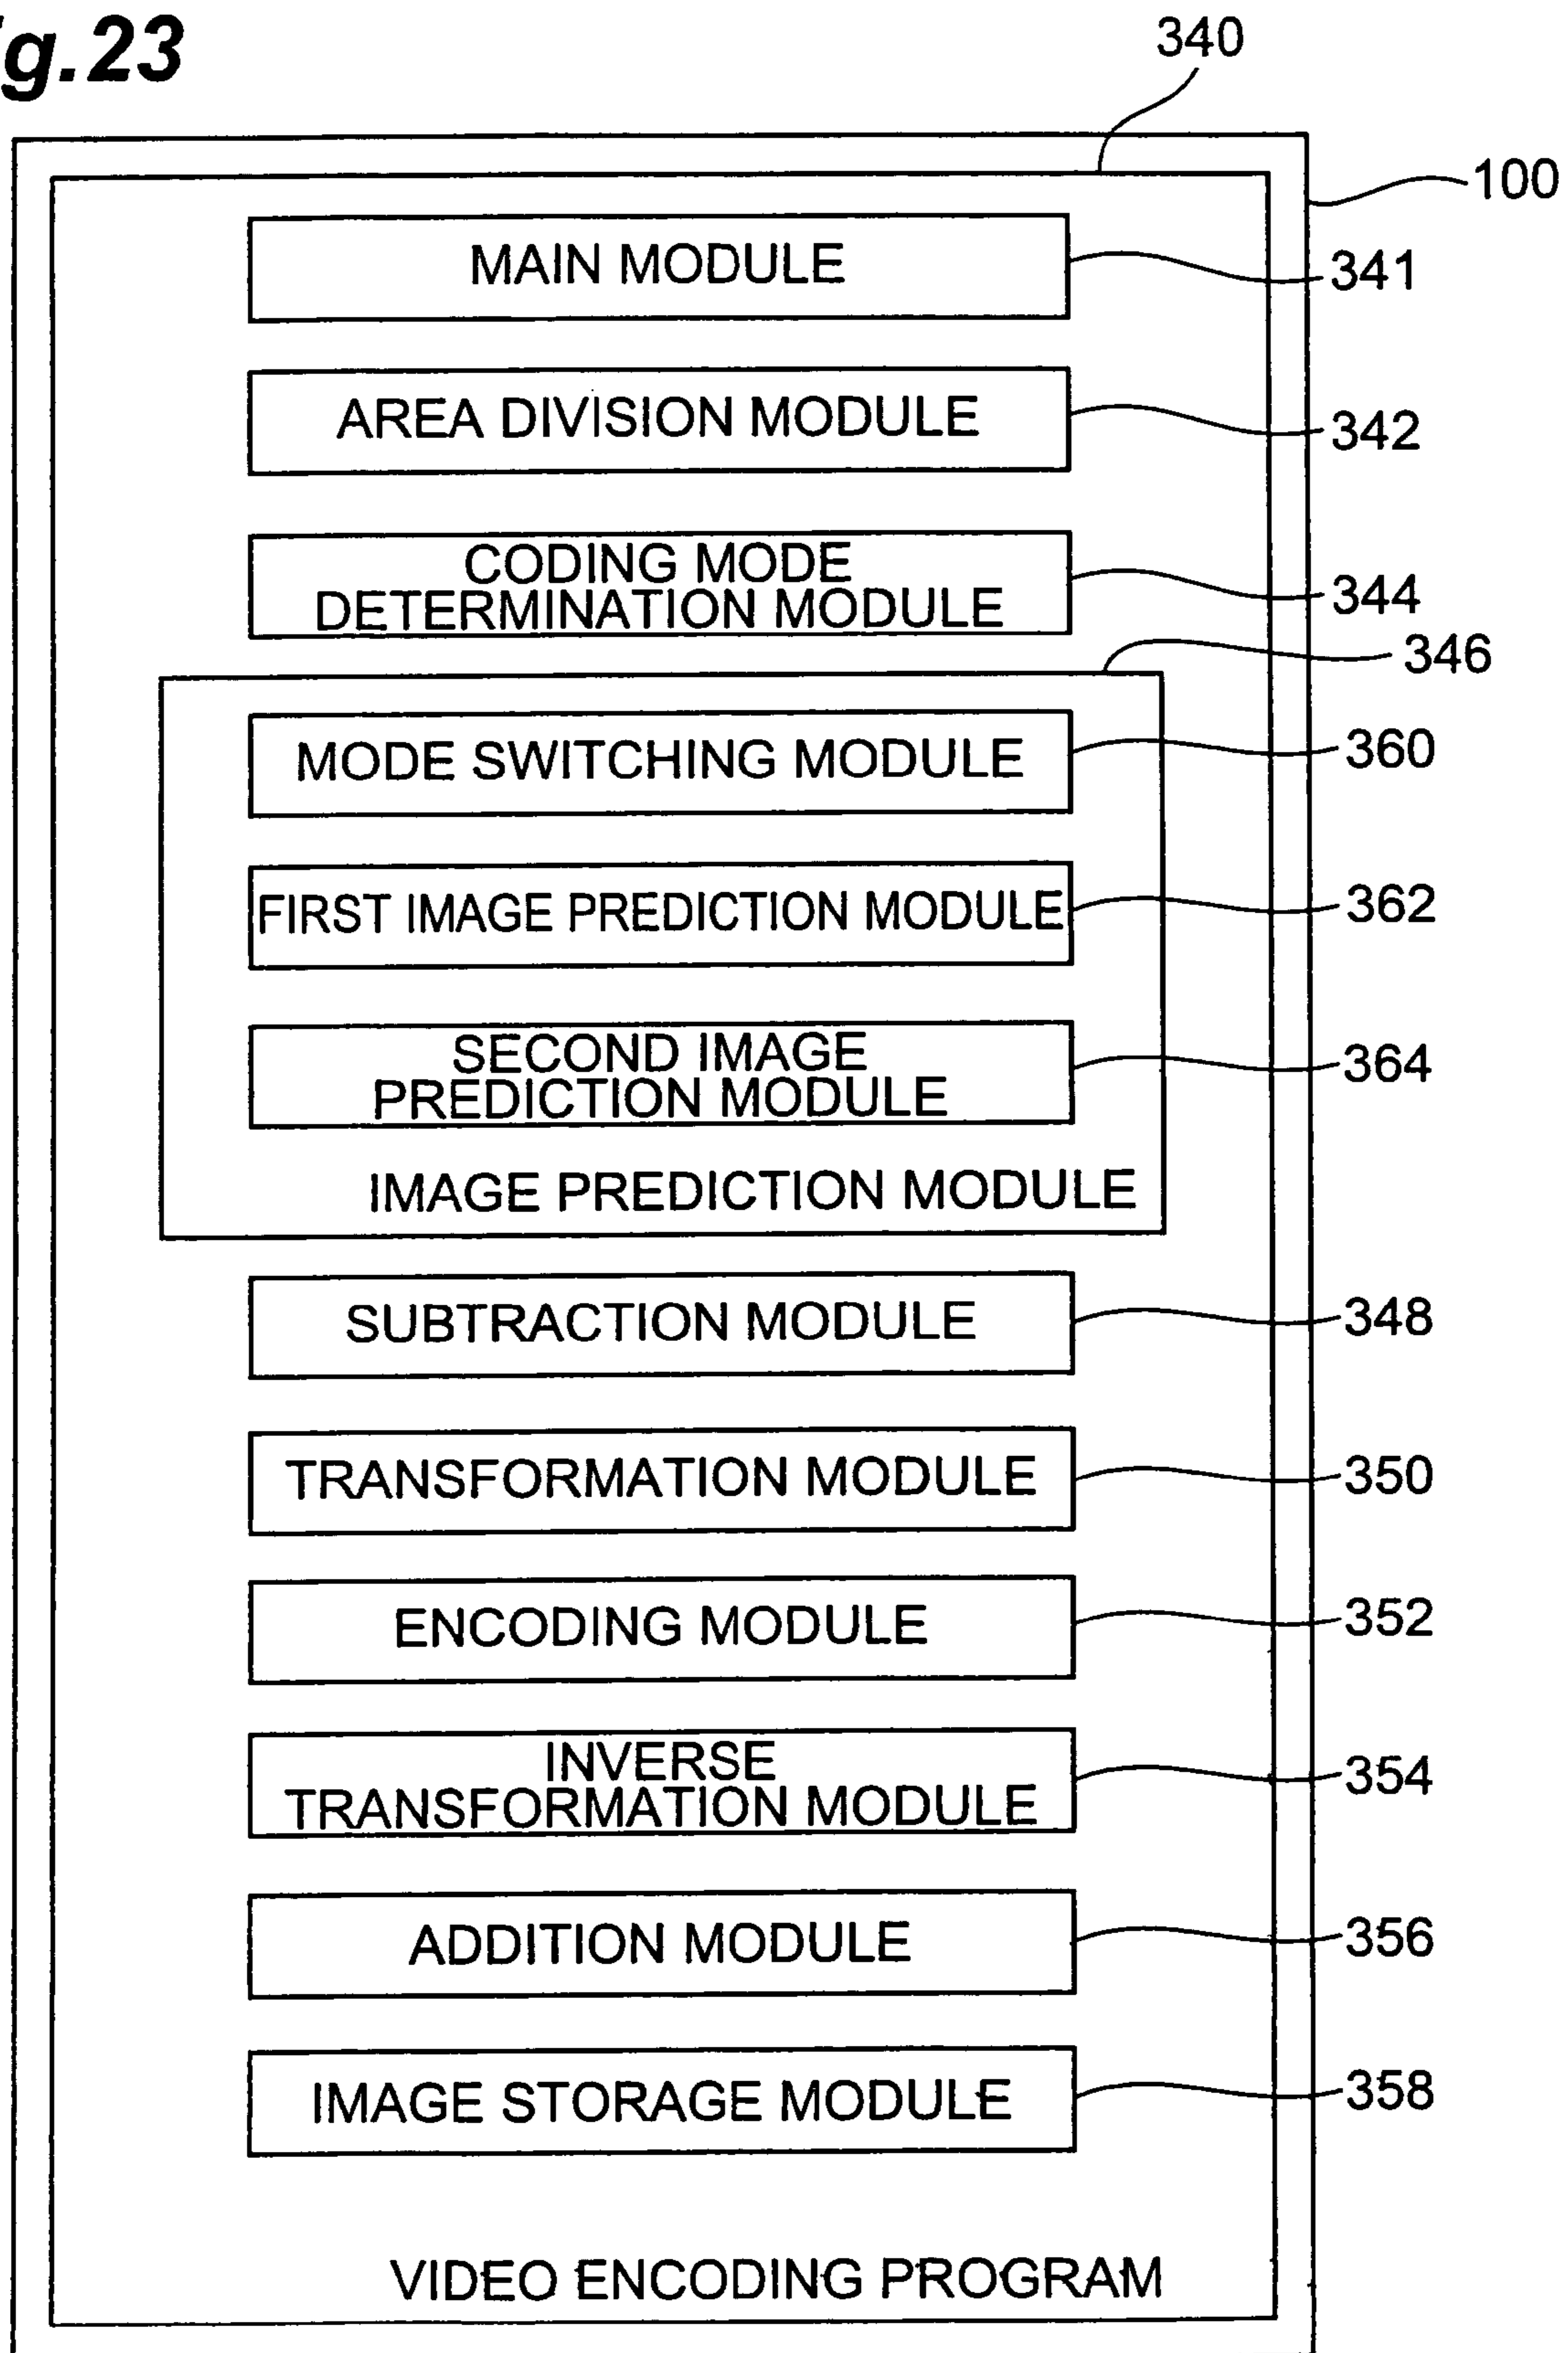 g.23
340
100
MAIN MODULE
341
AREA DIVISION MODULE
342
CODING MODE
DETERMINATION MODULE
344
346
MODE SWITCHING MODULE
360
FIRST IMAGE PREDICTION MODULE
362
SECOND IMAGE
PREDICTION MODULE
364
IMAGE PREDICTION MODULE
SUBTRACTION MODULE
348
TRANSFORMATION MODULE
350
ENCODING MODULE
352
INVERSE
TRANSFORMATION MODULE
354
ADDITION MODULE
356
IMAGE STORAGE MODULE
358
VIDEO ENCODING PROGRAM